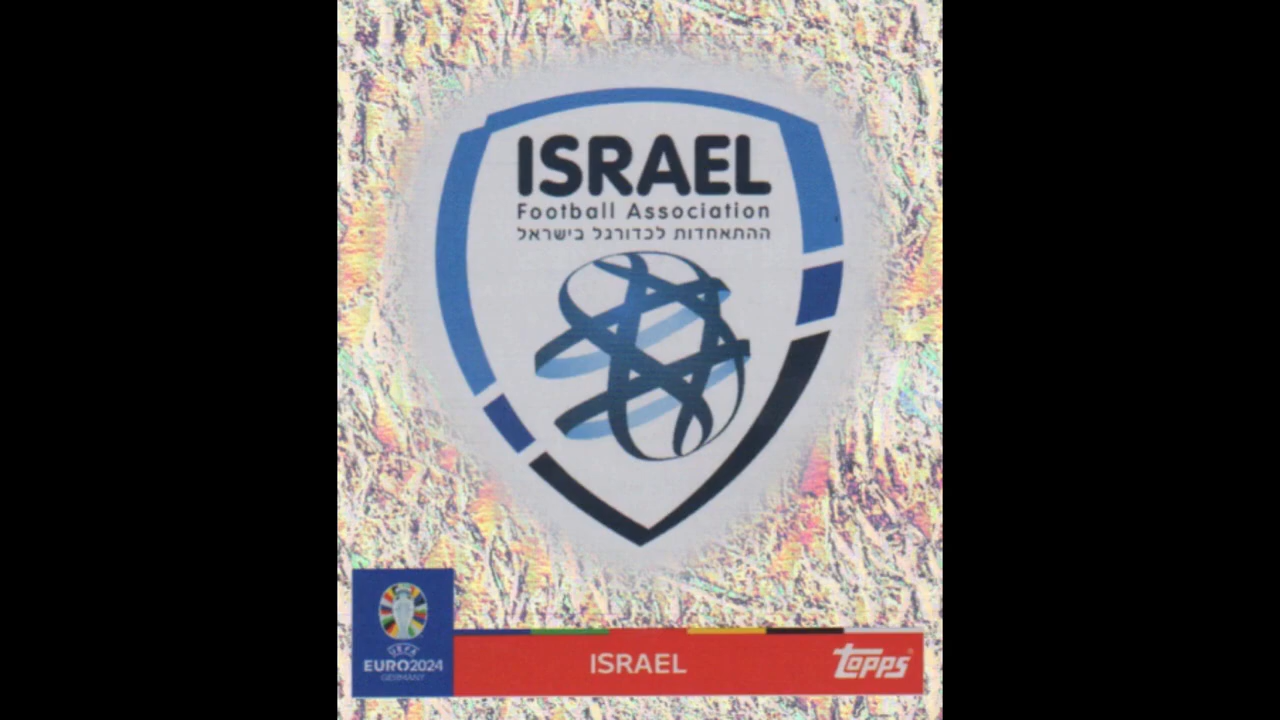 ISRAEL
Football Association
ההתאחדות לכדורגל בישראל
UEFA
EURO2024
GERMANY
ISRAEL
topps